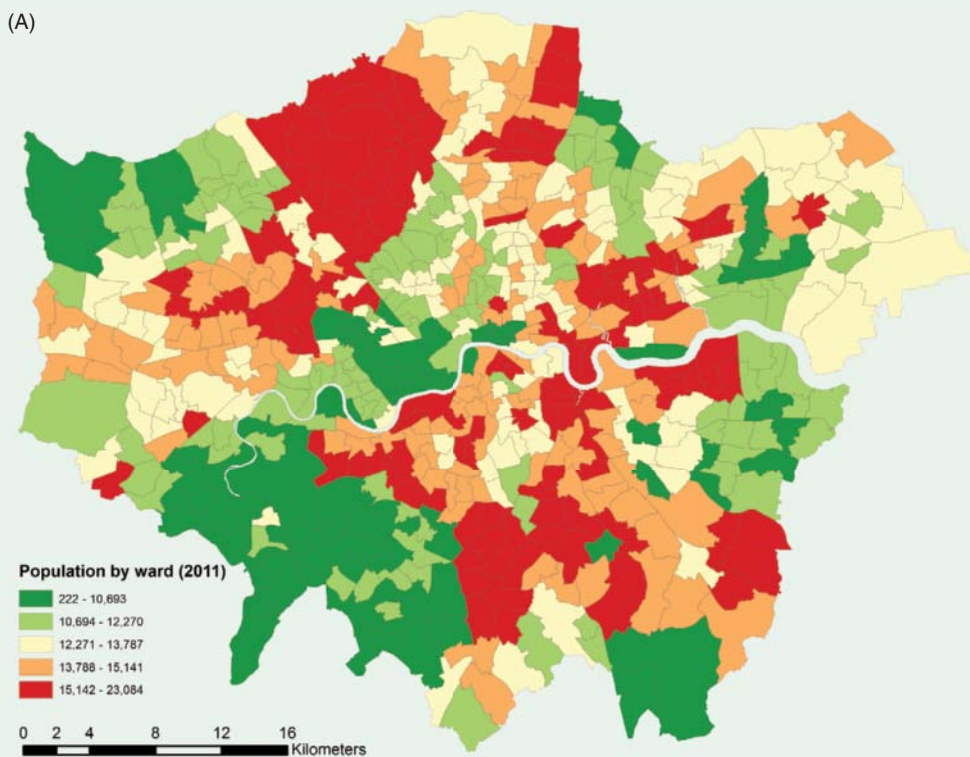 (A)
Population by ward (2011)
222 - 10,693
10,694 - 12,270
12,271 - 13,787
13,788 - 15,141
15,142 - 23,084
0 2 4 8 12 16
Kilometers